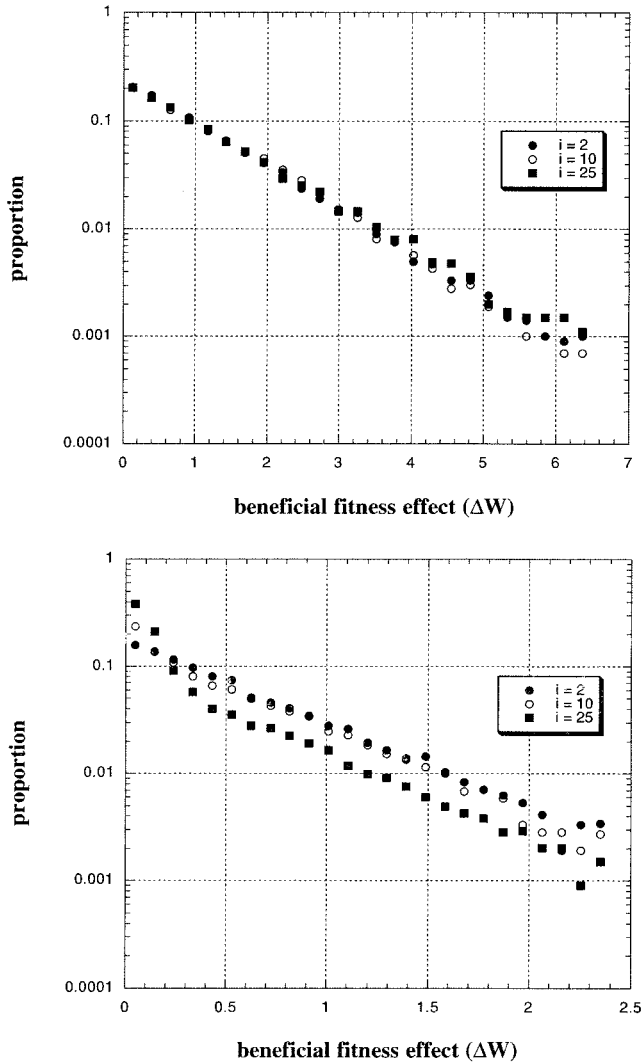 1
0.1
0.01
0.001
0.0001
proportion
i = 2
i = 10
i = 25
0 1 2 3 4 5 6 7
beneficial fitness effect (ΔW)
1
0.1
0.01
0.001
0.0001
proportion
i = 2
i = 10
i = 25
0 0.5 1 1.5 2 2.5
beneficial fitness effect (ΔW)